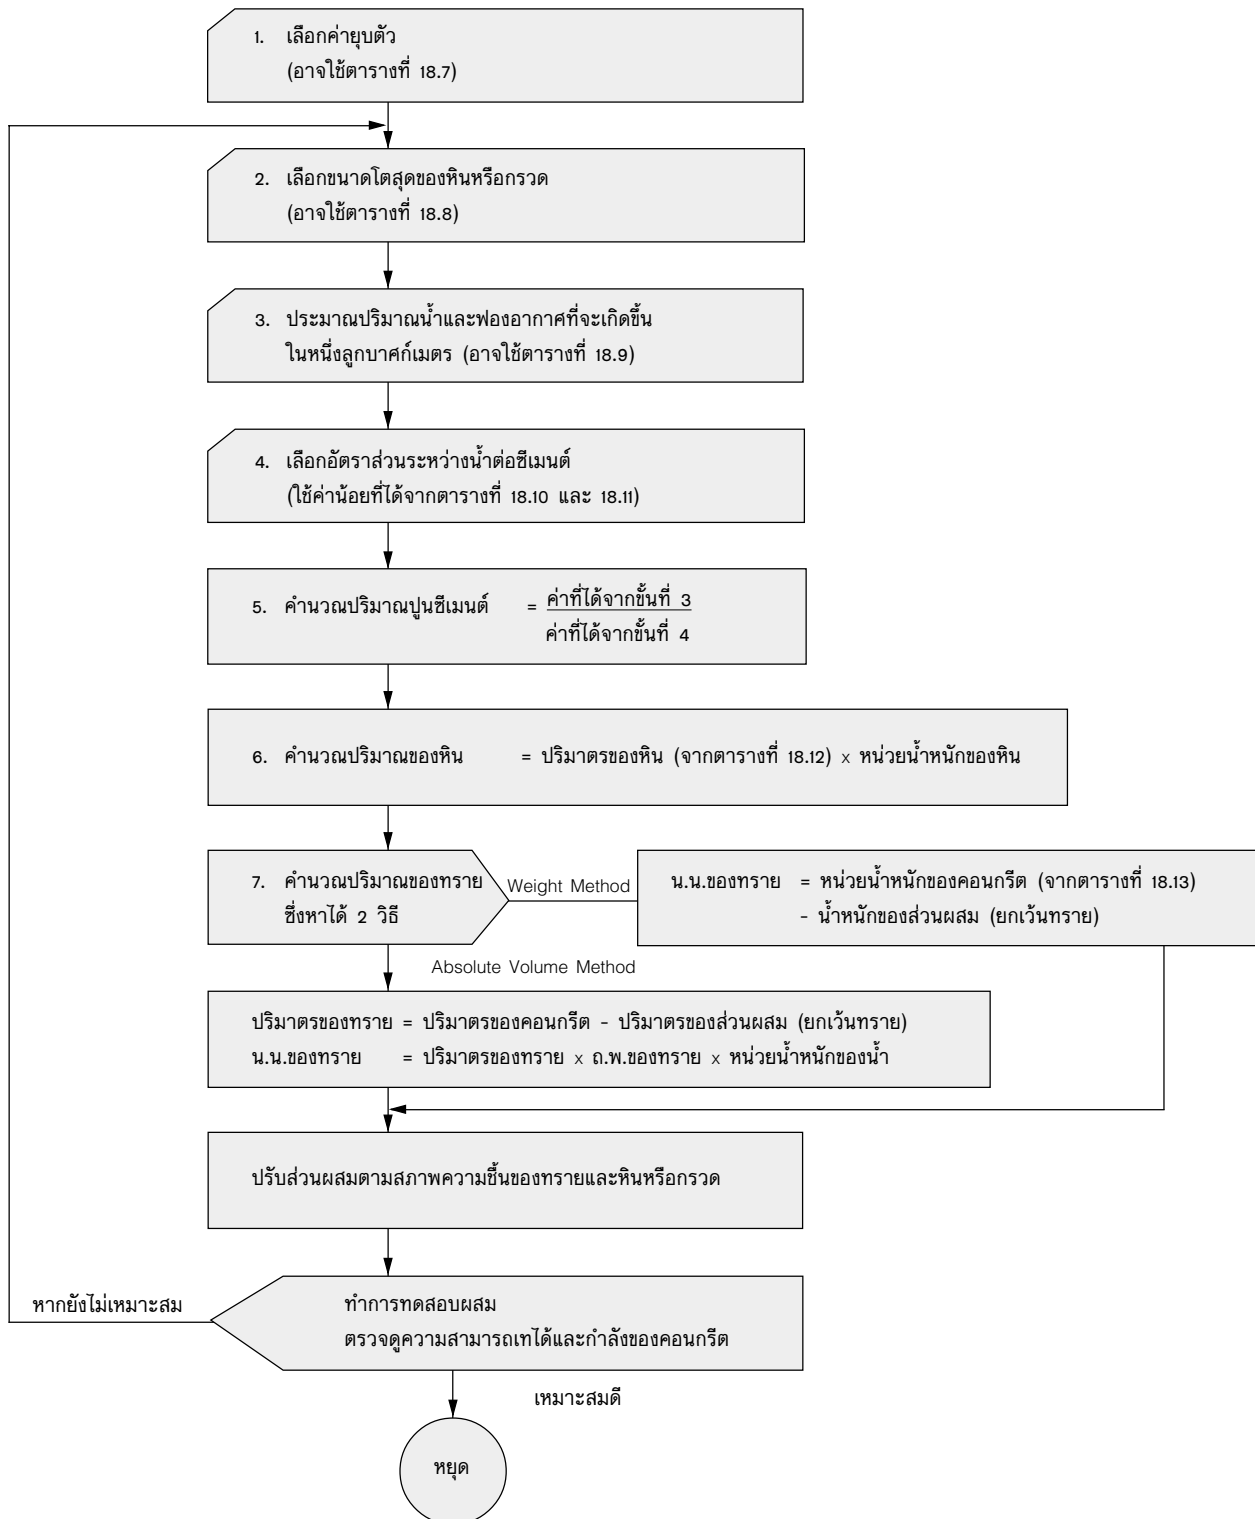 1. เลือกค่ายุบตัว
(อาจใช้ตารางที่ 18.7)
2. เลือกขนาดโตสุดของหินหรือกรวด
(อาจใช้ตารางที่ 18.8)
3. ประมาณปริมาณน้ำและฟองอากาศที่จะเกิดขึ้น
ในหนึ่งลูกบาศก์เมตร (อาจใช้ตารางที่ 18.9)
4. เลือกอัตราส่วนระหว่างน้ำต่อซีเมนต์
(ใช้ค่าน้อยที่ได้จากตารางที่ 18.10 และ 18.11)
5. คำนวณปริมาณปูนซีเมนต์ = ค่าที่ได้จากขั้นที่ 3
ค่าที่ได้จากขั้นที่ 4
6. คำนวณปริมาณของหิน = ปริมาตรของหิน (จากตารางที่ 18.12) x หน่วยน้ำหนักของหิน
7. คำนวณปริมาณของทราย
ซึ่งหาได้ 2 วิธี
Weight Method
น.น.ของทราย = หน่วยน้ำหนักของคอนกรีต (จากตารางที่ 18.13)
- น้ำหนักของส่วนผสม (ยกเว้นทราย)
Absolute Volume Method
ปริมาตรของทราย = ปริมาตรของคอนกรีต - ปริมาตรของส่วนผสม (ยกเว้นทราย)
น.น.ของทราย = ปริมาตรของทราย x ถ.พ.ของทราย x หน่วยน้ำหนักของน้ำ
ปรับส่วนผสมตามสภาพความชื้นของทรายและหินหรือกรวด
หากยังไม่เหมาะสม
ทำการทดสอบผสม
ตรวจดูความสามารถเทได้และกำลังของคอนกรีต
เหมาะสมดี
หยุด